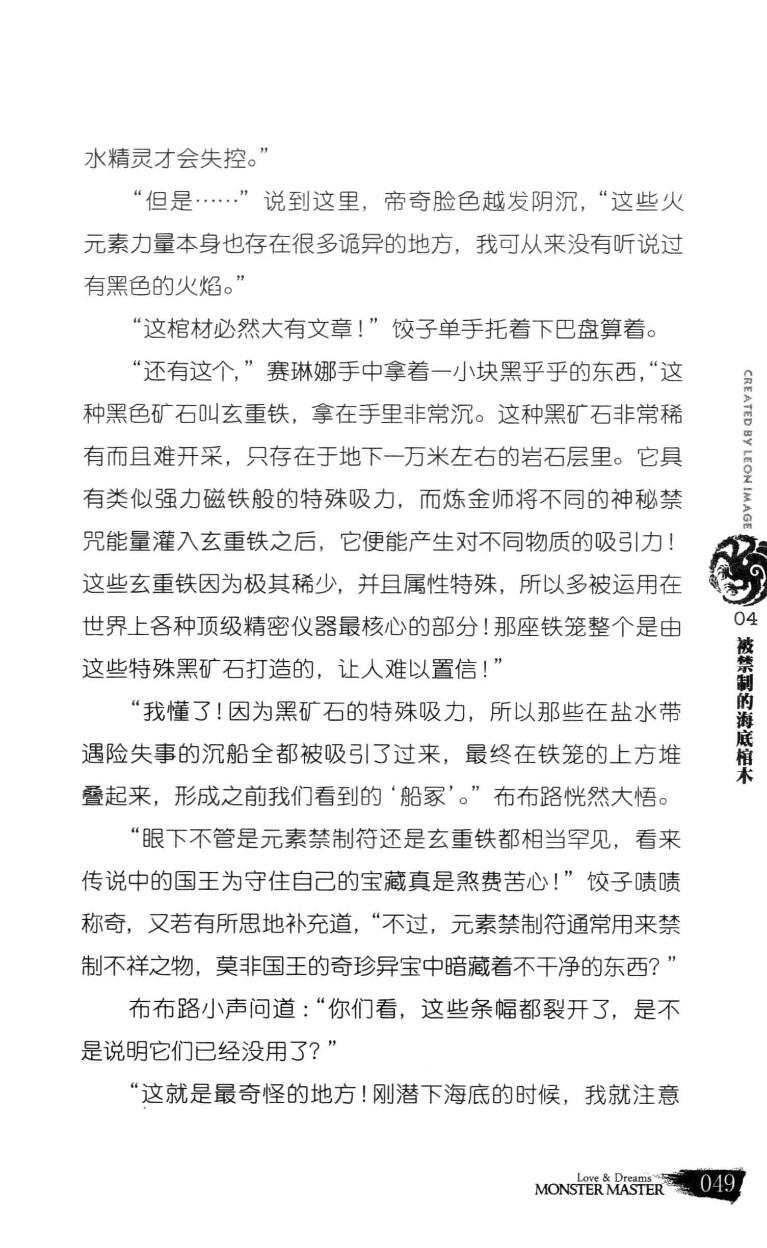 水精灵才会失控。”
“但是……”说到这里，帝奇脸色越发阴沉，“这些火
元素力量本身也存在很多诡异的地方，我可从来没有听说过
有黑色的火焰。”
“这棺材必然大有文章！”饺子单手托着下巴盘算着。
“还有这个，”赛琳娜手中拿着一小块黑乎乎的东西，“这
种黑色矿石叫玄重铁，拿在手里非常沉。这种黑矿石非常稀
有而且难开采，只存在于地下一万米左右的岩石层里。它具
有类似强力磁铁般的特殊吸力，而炼金师将不同的神秘禁
咒能量灌入玄重铁之后，它便能产生对不同物质的吸引力！
这些玄重铁因为极其稀少，并且属性特殊，所以多被运用在
世界上各种顶级精密仪器最核心的部分！那座铁笼整个是由
这些特殊黑矿石打造的，让人难以置信！”
“我懂了！因为黑矿石的特殊吸力，所以那些在盐水带
遇险失事的沉船全都被吸引了过来，最终在铁笼的上方堆
叠起来，形成之前我们看到的‘船冢’。”布布路恍然大悟。
“眼下不管是元素禁制符还是玄重铁都相当罕见，看来
传说中的国王为守住自己的宝藏真是煞费苦心！”饺子啧啧
称奇，又若有所思地补充道，“不过，元素禁制符通常用来禁
制不祥之物，莫非国王的奇珍异宝中暗藏着不干净的东西？”
布布路小声问道：“你们看，这些条幅都裂开了，是不
是说明它们已经没用了？”
“这就是最奇怪的地方！刚潜下海底的时候，我就注意
CREATED BY LEON IMAGE
04
被禁制的海底棺木
Love & Dreams
MONSTER MASTER
049